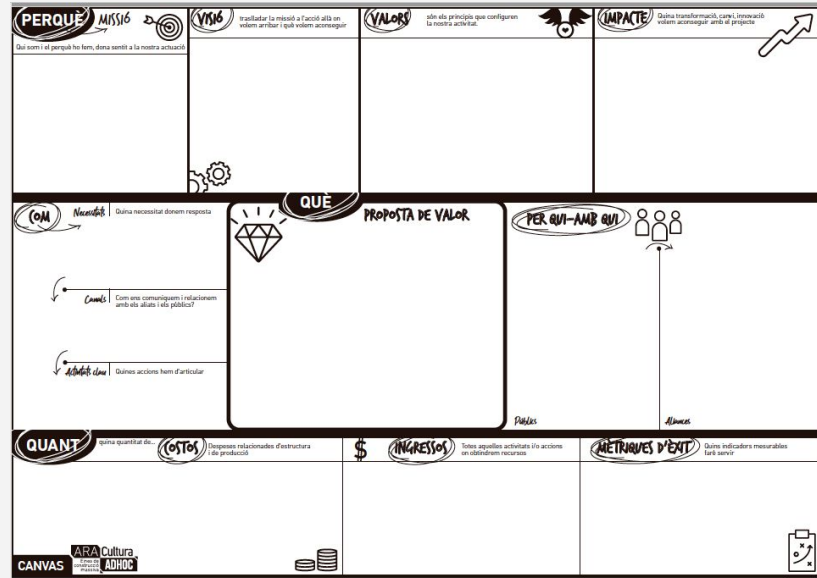 PERQUÈ MISSIÓ
Qui som i el perquè ho fem, dona sentit a la nostra actuació
VISIÓ
traslladar la missió a l'acció allà on
volem arribar i què volem aconseguir
VALORS
són els principis que configuren
la nostra activitat.
IMPACTE
Quina transformació, canvi, innovació
volem aconseguir amb el projecte
COM
Necessitats
Quina necessitat donem resposta
Canals
Com ens comuniquem i relacionem
amb els aliats i els públics?
Activitats clau
Quines accions hem d'articular
QUÈ
PROPOSTA DE VALOR
PER QUI-AMB QUI
Públics
Aliances
QUANT
quina quantitat de...
COSTOS
Despeses relacionades d'estructura
i de producció
$ INGRESSOS
Totes aquelles activitats i/o accions
on obtindrem recursos
MÈTRIQUES D'ÈXIT
Quins indicadors mesurables
faré servir
CANVAS
ARA Cultura
Eines de
construcció
ADHOC